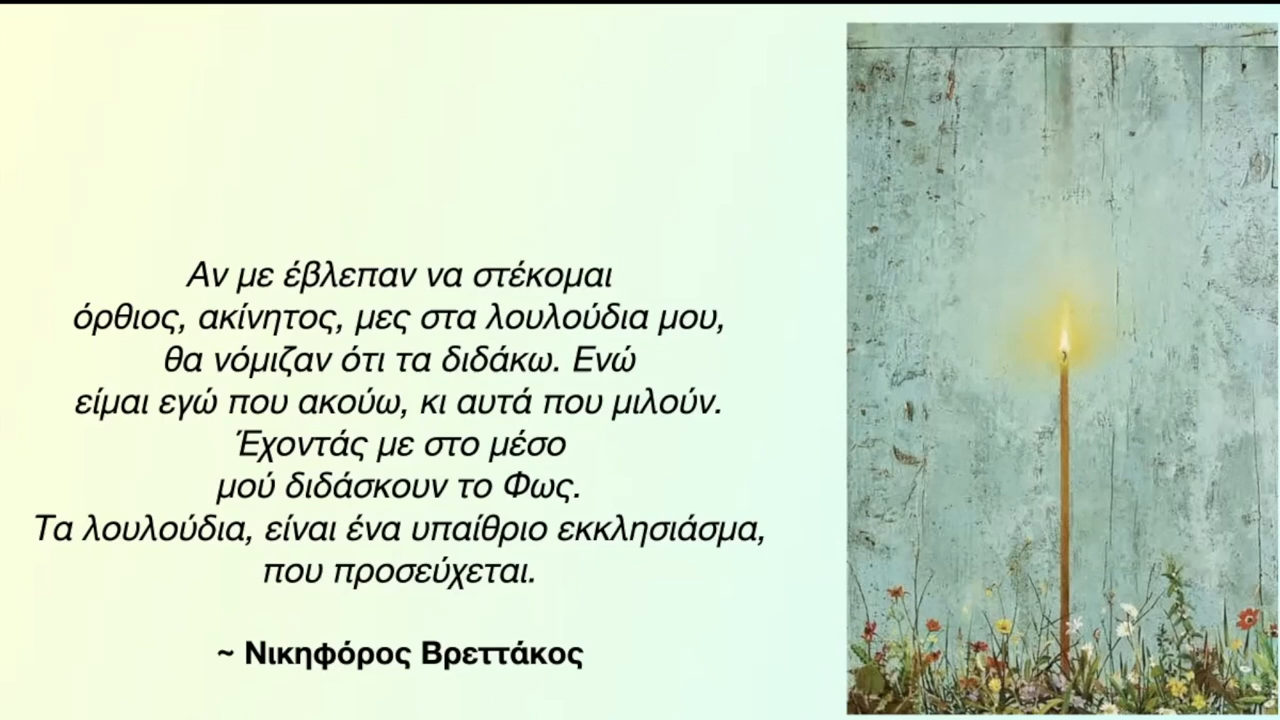 Αν με έβλεπαν να στέκομαι
όρθιος, ακίνητος, μες στα λουλούδια μου,
θα νόμιζαν ότι τα διδάκω. Ενώ
είμαι εγώ που ακούω, κι αυτά που μιλούν.
Έχοντάς με στο μέσο
μού διδάσκουν το Φως.
Τα λουλούδια, είναι ένα υπαίθριο εκκλησιάσμα,
που προσεύχεται.
~ Νικηφόρος Βρεττάκος